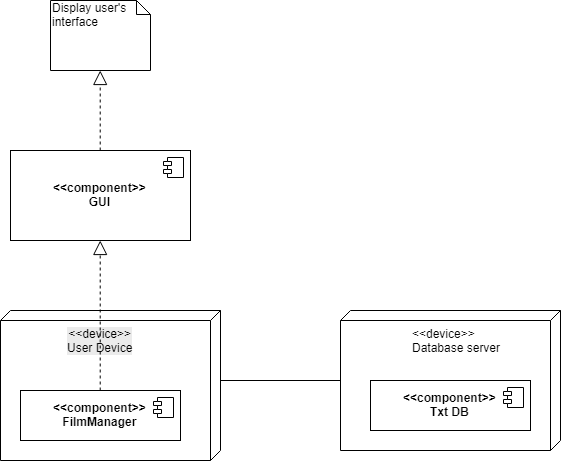 Display user's
interface
<<component>>
GUI
<<device>>
User Device
<<component>>
FilmManager
<<device>>
Database server
<<component>>
Txt DB